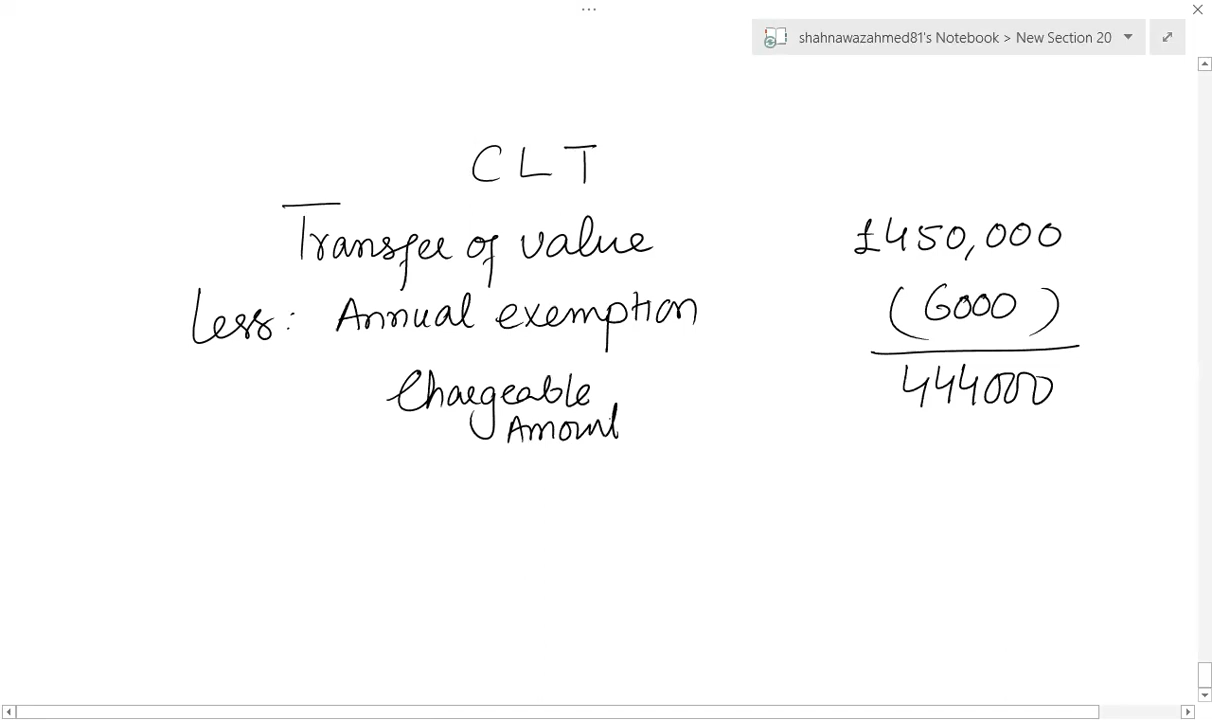 shahnawazahmed81's Notebook > New Section 20
CLT
Transfer of value £450,000
Less: Annual exemption (6000)
Chargeable 444000
Amount